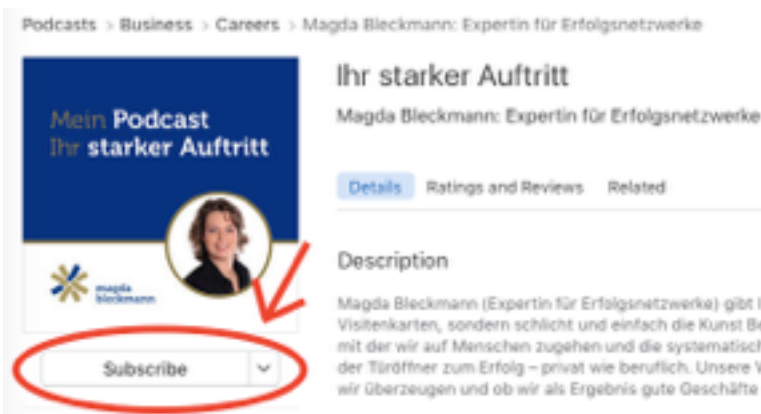 Podcasts > Business > Careers > Magda Bleckmann: Expertin für Erfolgsnetzwerke
Mein Podcast
Ihr starker Auftritt
magda
bleckmann
Subscribe
Ihr starker Auftritt
Magda Bleckmann: Expertin für Erfolgsnetzwerke
Details Ratings and Reviews Related
Description
Magda Bleckmann (Expertin für Erfolgsnetzwerke) gibt
Visitenkarten, sondern schlicht und einfach die Kunst
mit der wir auf Menschen zugehen und die
der Türöffner zum Erfolg – privat wie beruflich. Unsere
wir überzeugen und ob wir als Ergebnis gute Geschäfte